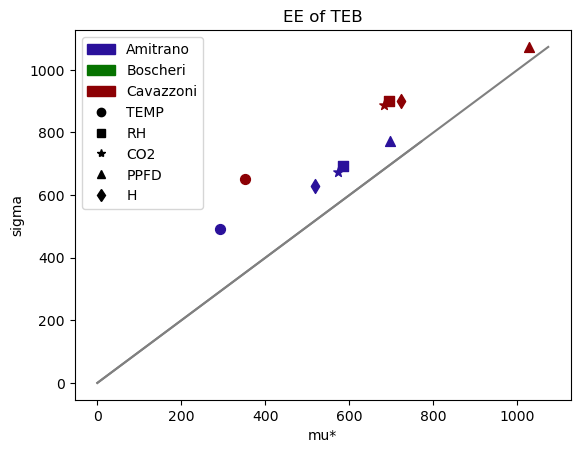 EE of TEB
Amitrano
Boscheri
Cavazzoni
TEMP
RH
CO2
PPFD
H
1000
800
600
400
200
0
sigma
0 200 400 600 800 1000
mu*